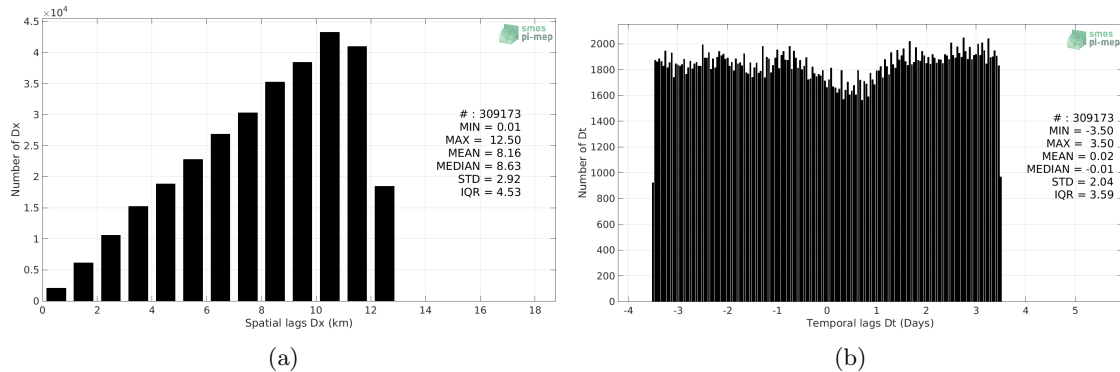 ×10⁴
4.5
4
3.5
3
2.5
2
1.5
1
0.5
0
Number of Dx
0 2 4 6 8 10 12 14 16 18
Spatial lags Dx (km)
smos
pi-mep
# : 309173
MIN = 0.01
MAX = 12.50
MEAN = 8.16
MEDIAN = 8.63
STD = 2.92
IQR = 4.53
(a)
2000
1800
1600
1400
1200
1000
800
600
400
200
0
Number of Dt
-4 -3 -2 -1 0 1 2 3 4 5
Temporal lags Dt (Days)
smos
pi-mep
# : 309173
MIN = -3.50
MAX = 3.50
MEAN = 0.02
MEDIAN = -0.01
STD = 2.04
IQR = 3.59
(b)